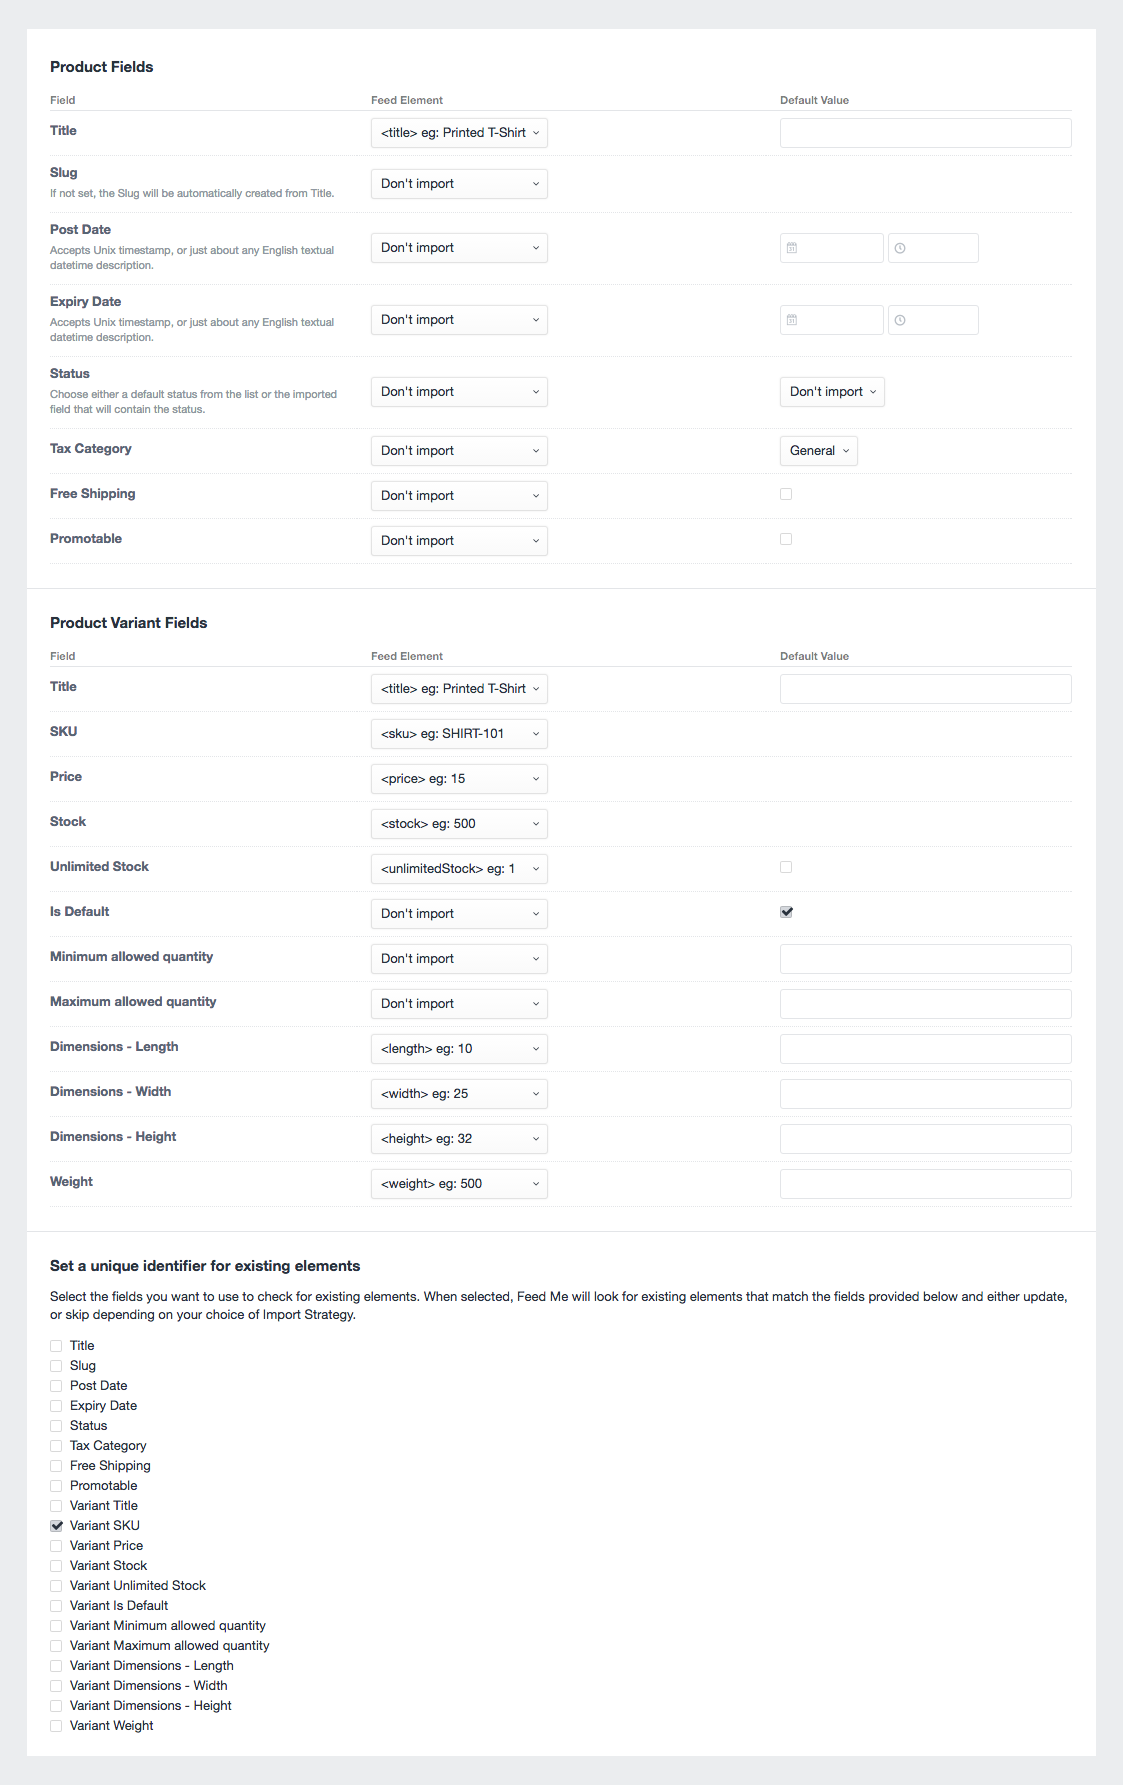 Product Fields
Field Feed Element Default Value
Title <title> eg: Printed T-Shirt
Slug
If not set, the Slug will be automatically created from Title.
Don't import
Post Date
Accepts Unix timestamp, or just about any English textual
datetime description.
Don't import
Expiry Date
Accepts Unix timestamp, or just about any English textual
datetime description.
Don't import
Status
Choose either a default status from the list or the imported
field that will contain the status.
Don't import Don't import
Tax Category Don't import General
Free Shipping Don't import
Promotable Don't import
Product Variant Fields
Field Feed Element Default Value
Title <title> eg: Printed T-Shirt
SKU <sku> eg: SHIRT-101
Price <price> eg: 15
Stock <stock> eg: 500
Unlimited Stock <unlimitedStock> eg: 1
Is Default Don't import
Minimum allowed quantity Don't import
Maximum allowed quantity Don't import
Dimensions - Length <length> eg: 10
Dimensions - Width <width> eg: 25
Dimensions - Height <height> eg: 32
Weight <weight> eg: 500
Set a unique identifier for existing elements
Select the fields you want to use to check for existing elements. When selected, Feed Me will look for existing elements that match the fields provided below and either update,
or skip depending on your choice of Import Strategy.
Title
Slug
Post Date
Expiry Date
Status
Tax Category
Free Shipping
Promotable
Variant Title
Variant SKU
Variant Price
Variant Stock
Variant Unlimited Stock
Variant Is Default
Variant Minimum allowed quantity
Variant Maximum allowed quantity
Variant Dimensions - Length
Variant Dimensions - Width
Variant Dimensions - Height
Variant Weight